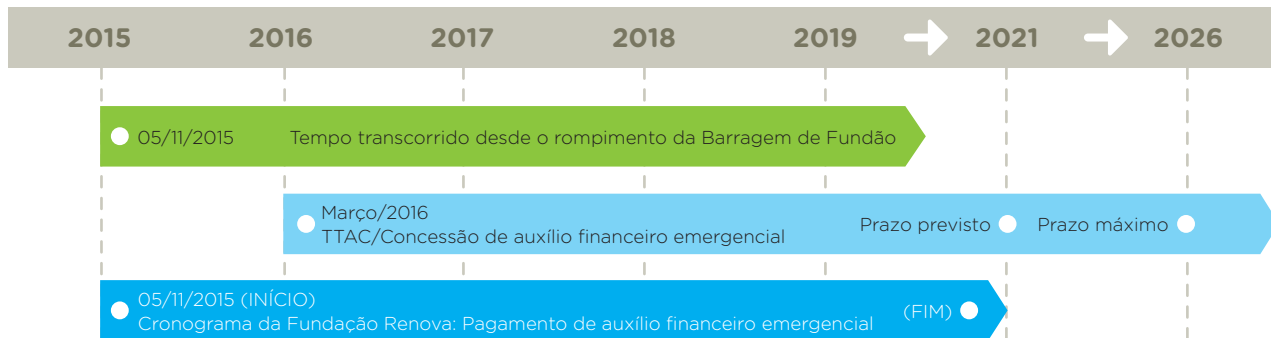 2015 2016 2017 2018 2019 2021 2026
05/11/2015 Tempo transcorrido desde o rompimento da Barragem de Fundão
Março/2016
TTAC/Concessão de auxílio financeiro emergencial Prazo previsto Prazo máximo
05/11/2015 (INÍCIO)
Cronograma da Fundação Renova: Pagamento de auxílio financeiro emergencial (FIM)